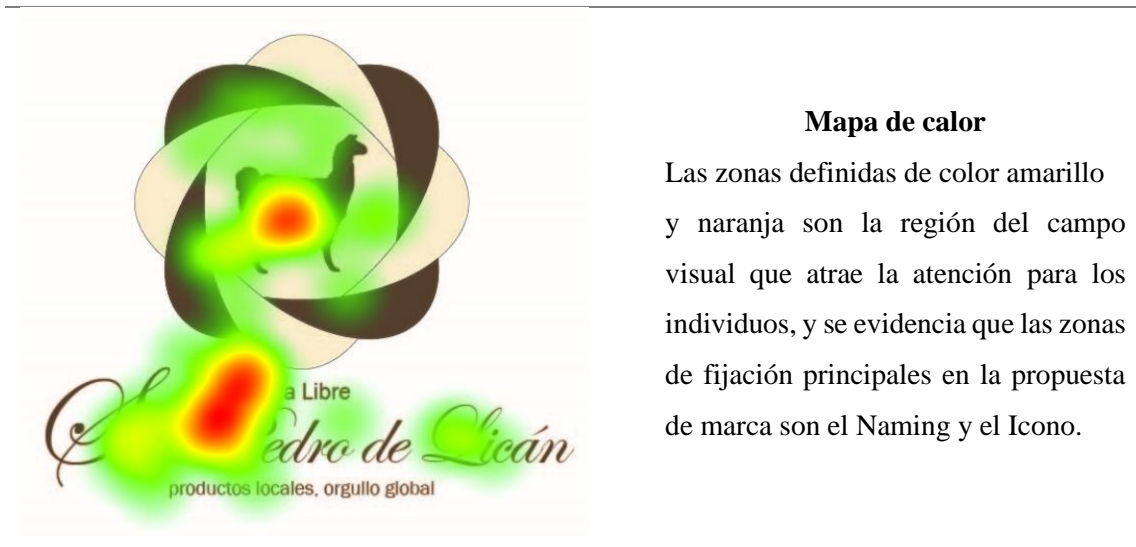 a Libre
edro de Licán
productos locales, orgullo global
Mapa de calor
Las zonas definidas de color amarillo
y naranja son la región del campo
visual que atrae la atención para los
individuos, y se evidencia que las zonas
de fijación principales en la propuesta
de marca son el Naming y el Icono.